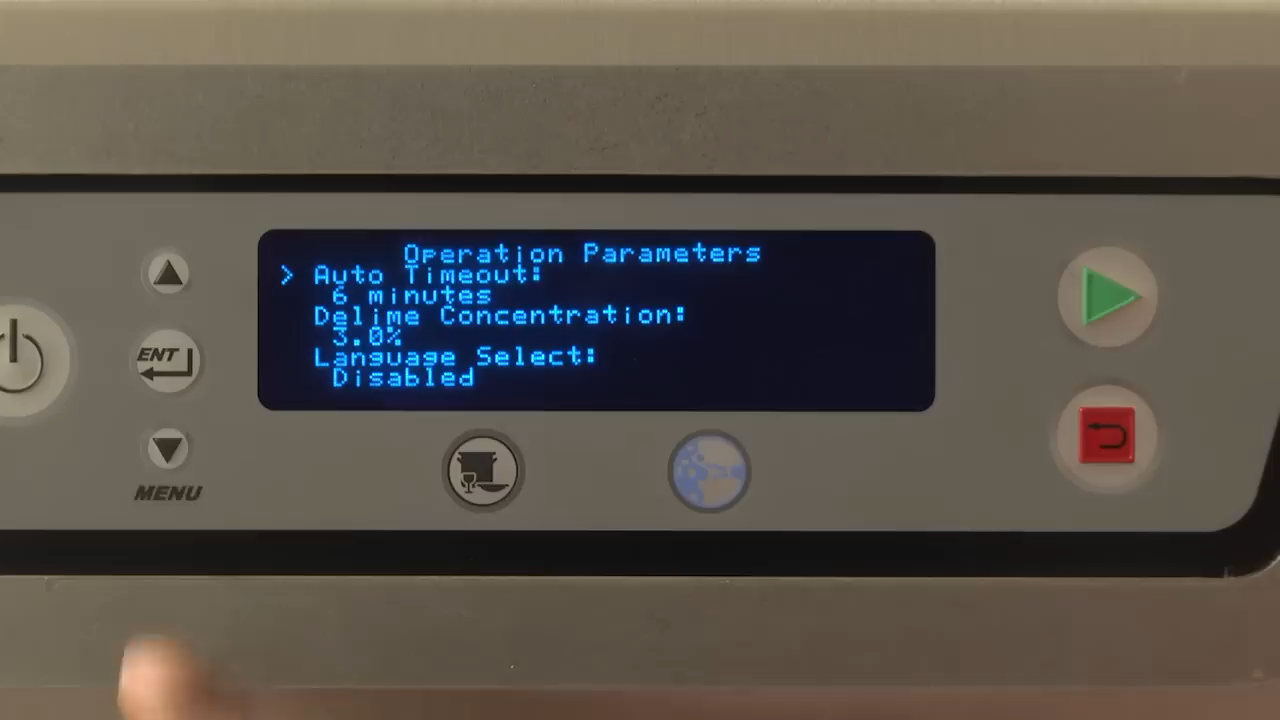 Operation Parameters
> Auto Timeout:
6 minutes
Delime Concentration:
3.0%
Language Select:
Disabled
ENT
MENU